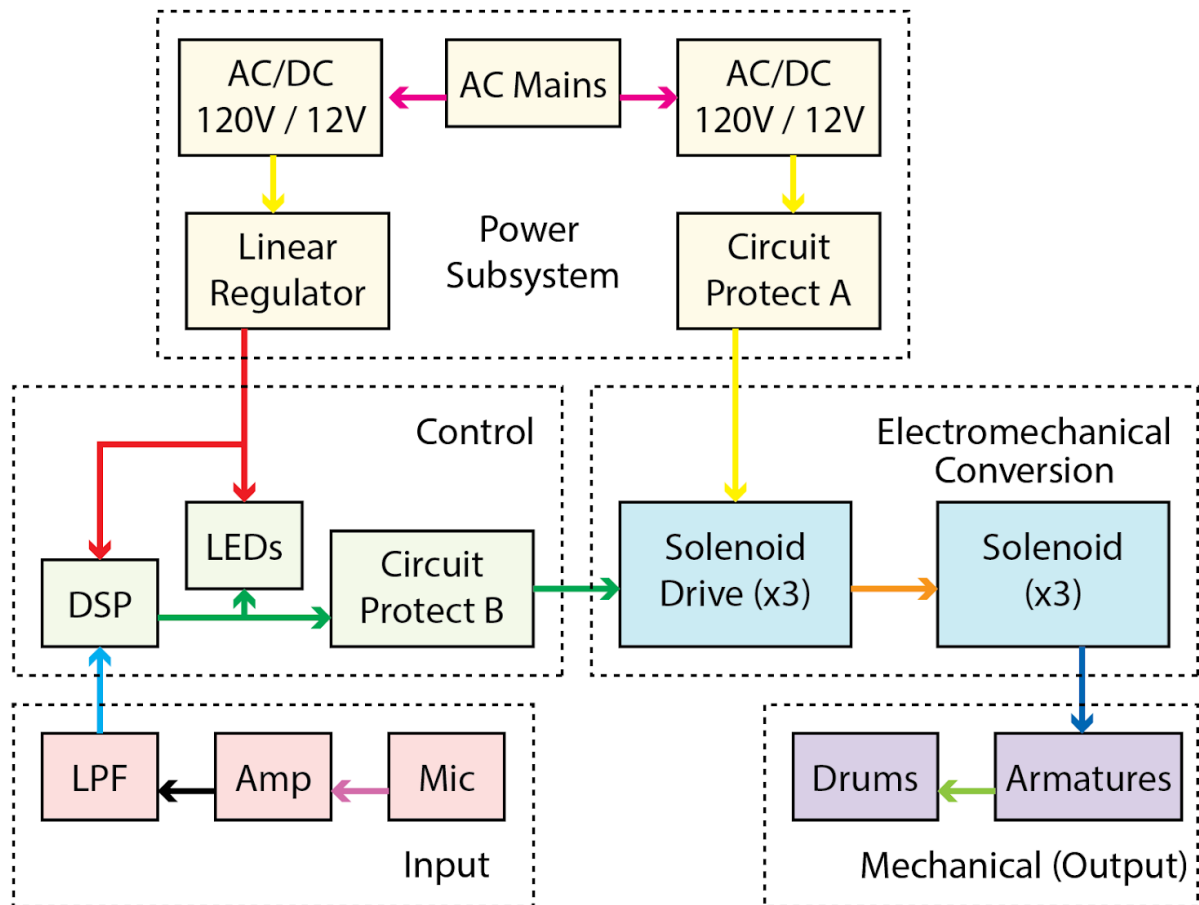 AC/DC
120V / 12V
AC Mains
AC/DC
120V / 12V
Linear
Regulator
Power
Subsystem
Circuit
Protect A
Control
LEDs
DSP
Circuit
Protect B
Electromechanical
Conversion
Solenoid
Drive (x3)
Solenoid
(x3)
LPF
Amp
Mic
Input
Drums
Armatures
Mechanical (Output)